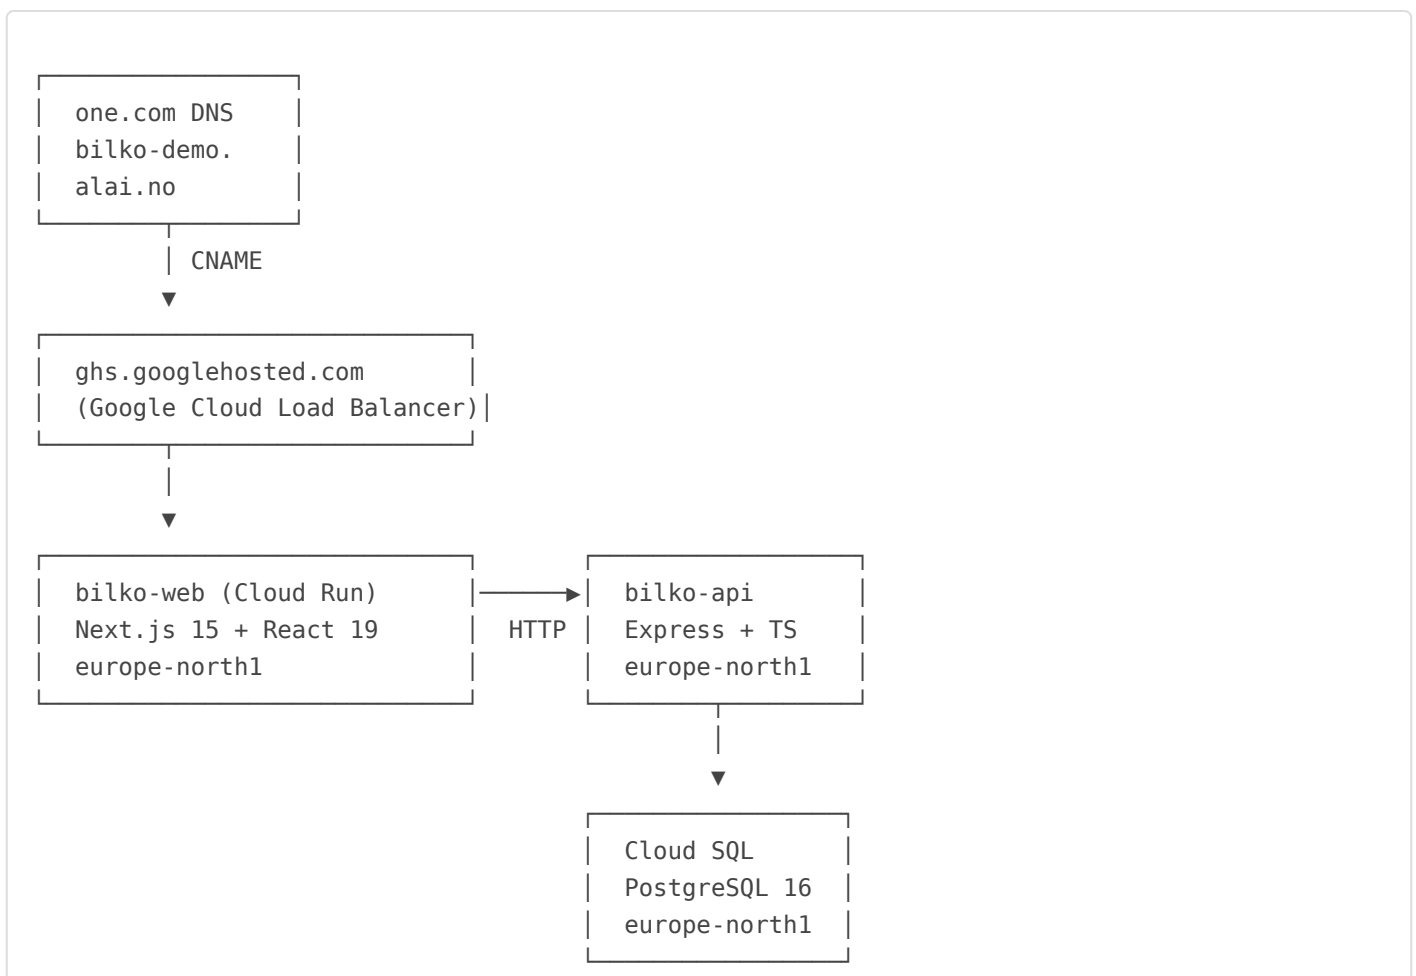 one.com DNS
bilko-demo.
alai.no
CNAME
ghs.googlehosted.com
(Google Cloud Load Balancer)
bilko-web (Cloud Run)
Next.js 15 + React 19
europe-north1
HTTP
bilko-api
Express + TS
europe-north1
Cloud SQL
PostgreSQL 16
europe-north1